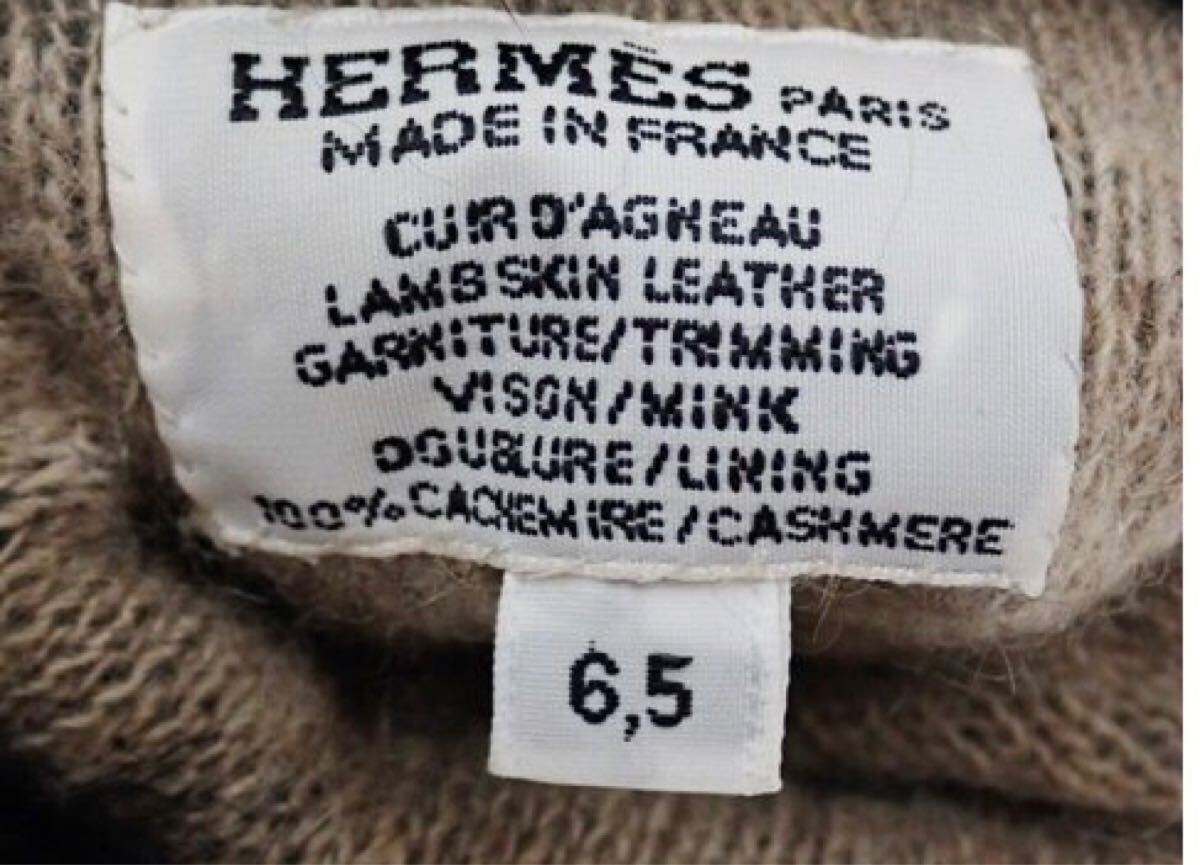 HERMÈS PARIS
MADE IN FRANCE
CUIR D'AGNEAU
LAMBSKIN LEATHER
GARNITURE/TRIMMING
VISON/MINK
DOUBLURE/LINING
100% CACHEMIRE/CASHMERE
6,5